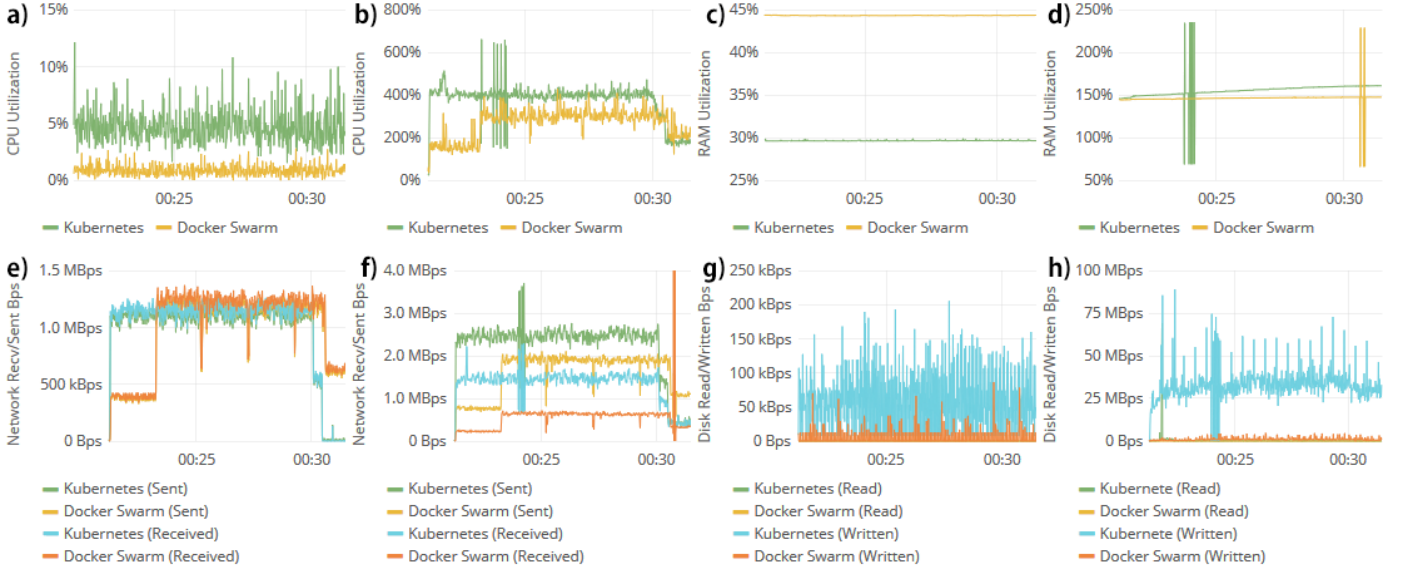 a)
CPU Utilization
15%
10%
5%
0%
00:25
00:30
Kubernetes
Docker Swarm
b)
CPU Utilization
800%
600%
400%
200%
0%
00:25
00:30
Kubernetes
Docker Swarm
c)
RAM Utilization
45%
40%
35%
30%
25%
00:25
00:30
Kubernetes
Docker Swarm
d)
RAM Utilization
250%
200%
150%
100%
50%
00:25
00:30
Kubernetes
Docker Swarm
e)
Network Recv/Sent Bps
1.5 MBps
1.0 MBps
500 kBps
0 Bps
00:25
00:30
Kubernetes (Sent)
Docker Swarm (Sent)
Kubernetes (Received)
Docker Swarm (Received)
f)
Network Recv/Sent Bps
4.0 MBps
3.0 MBps
2.0 MBps
1.0 MBps
0 Bps
00:25
00:30
Kubernetes (Sent)
Docker Swarm (Sent)
Kubernetes (Received)
Docker Swarm (Received)
g)
Disk Read/Written Bps
250 kBps
200 kBps
150 kBps
100 kBps
50 kBps
0 Bps
00:25
00:30
Kubernetes (Read)
Docker Swarm (Read)
Kubernetes (Written)
Docker Swarm (Written)
h)
Disk Read/Written Bps
100 MBps
75 MBps
50 MBps
25 MBps
0 Bps
00:25
00:30
Kubernete (Read)
Docker Swarm (Read)
Kubernete (Written)
Docker Swarm (Written)